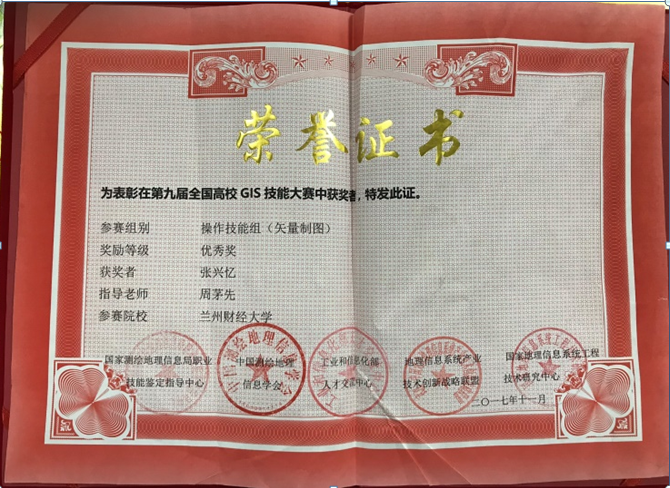 荣誉证书
为表彰在第九届全国高校 GIS 技能大赛中获奖者，特发此证。
参赛组别 操作技能组（矢量制图）
奖励等级 优秀奖
获奖者 张兴忆
指导老师 周茅先
参赛院校 兰州财经大学
国家测绘地理信息局职业 中国测绘地理 工业和信息化部 地理信息系统产业 国家地理信息系统工程
技能鉴定指导中心 信息学会 人才交流中心 技术创新战略联盟 技术研究中心
二〇一七年十一月